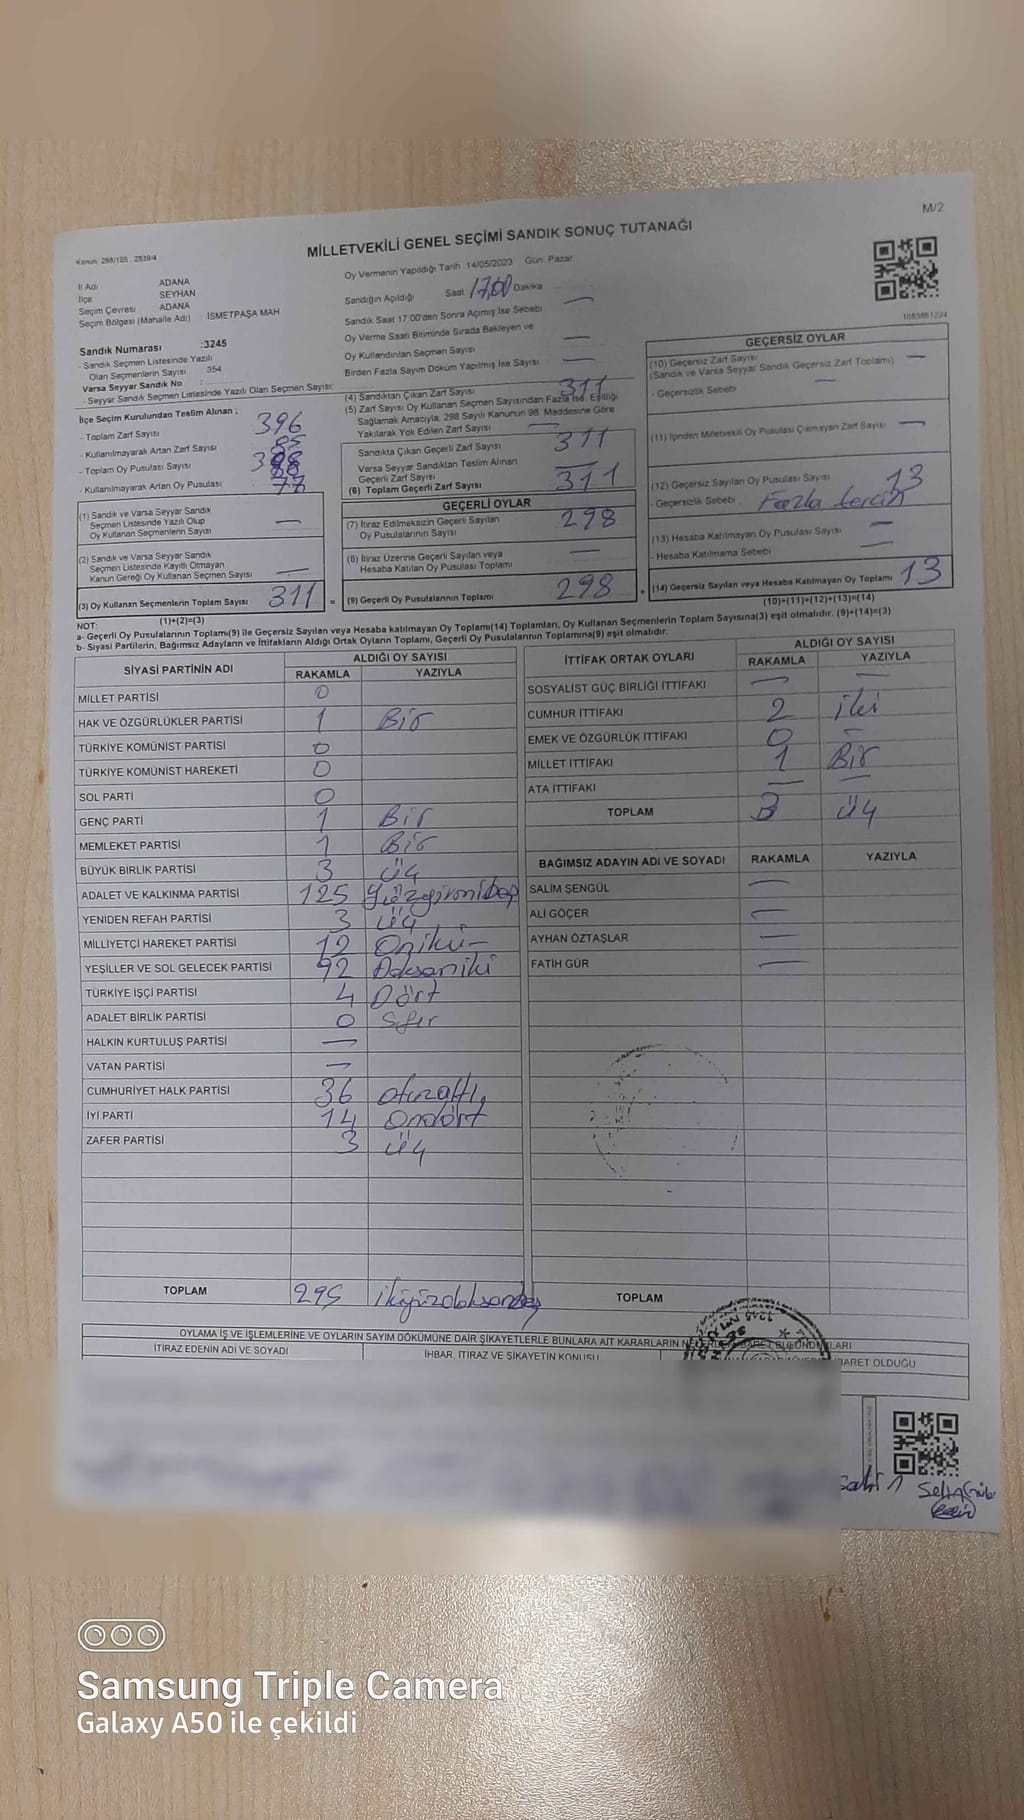 M/2
MİLLETVEKİLİ GENEL SEÇİMİ SANDIK SONUÇ TUTANAĞI
Kanun: 298/105 , 2839/4
İl Adı ADANA
İlçe SEYHAN
Seçim Çevresi ADANA
Seçim Bölgesi (Mahalle Adı) : İSMETPAŞA MAH
Sandık Numarası :3245
- Sandık Seçmen Listesinde Yazılı
Olan Seçmenlerin Sayısı 354
Varsa Seyyar Sandık No :
- Seyyar Sandık Seçmen Listesinde Yazılı Olan Seçmen Sayısı:
Oy Vermenin Yapıldığı Tarih 14/05/2023 Gün: Pazar
Sandığın Açıldığı Saat 17,00 Dakika
Sandık Saat 17:00'den Sonra Açımış İse Sebebi —
Oy Verme Saati Bitiminde Sırada Bekleyen ve
Oy Kullandırılan Seçmen Sayısı —
Birden Fazla Sayım Döküm Yapılmış İse Sayısı —
İlçe Seçim Kurulundan Teslim Alınan ;
- Toplam Zarf Sayısı 396
- Kullanılmayarak Artan Zarf Sayısı 85
- Toplam Oy Pusulası Sayısı
- Kullanılmayarak Artan Oy Pusulası
(1) Sandık ve Varsa Seyyar Sandık
Seçmen Listesinde Yazılı Olup
Oy Kullanan Seçmenlerin Sayısı —
(2) Sandık ve Varsa Seyyar Sandık
Seçmen Listesinde Kayıtlı Olmayan
Kanun Gereği Oy Kullanan Seçmen Sayısı —
(3) Oy Kullanan Seçmenlerin Toplam Sayısı 311 =
(1)+(2)=(3)
(4) Sandıktan Çıkan Zarf Sayısı 311
(5) Zarf Sayısı Oy Kullanan Seçmen Sayısından Fazla İse, Eşitliği
Sağlamak Amacıyla, 298 Sayılı Kanunun 98. Maddesine Göre
Yakılarak Yok Edilen Zarf Sayısı —
Sandıkta Çıkan Geçerli Zarf Sayısı 311
Varsa Seyyar Sandıktan Teslim Alınan
Geçerli Zarf Sayısı —
(6) Toplam Geçerli Zarf Sayısı 311
GEÇERLİ OYLAR
(7) İtiraz Edilmeksizin Geçerli Sayılan
Oy Pusulalarının Sayısı 298
(8) İtiraz Üzerine Geçerli Sayılan veya
Hesaba Katılan Oy Pusulası Toplamı —
(9) Geçerli Oy Pusulalarının Toplamı 298 +
1683861224
GEÇERSİZ OYLAR
(10) Geçersiz Zarf Sayısı
(Sandık ve Varsa Seyyar Sandık Geçersiz Zarf Toplamı) —
- Geçersizlik Sebebi —
(11) İçinden Milletvekili Oy Pusulası Çıkmayan Zarf Sayısı —
(12) Geçersiz Sayılan Oy Pusulası Sayısı 13
- Geçersizlik Sebebi Fazla tercih
(13) Hesaba Katılmayan Oy Pusulası Sayısı —
- Hesaba Katılmama Sebebi —
(14) Geçersiz Sayılan veya Hesaba Katılmayan Oy Toplamı 13
(10)+(11)+(12)+(13)=(14)
NOT:
a- Geçerli Oy Pusulalarının Toplamı(9) ile Geçersiz Sayılan veya Hesaba katılmayan Oy Toplamı(14) Toplamları, Oy Kullanan Seçmenlerin Toplam Sayısına(3) eşit olmalıdır. (9)+(14)=(3)
b- Siyasi Partilerin, Bağımsız Adayların ve İttifakların Aldığı Ortak Oyların Toplamı, Geçerli Oy Pusulalarının Toplamına(9) eşit olmalıdır.
SİYASİ PARTİNİN ADI ALDIĞI OY SAYISI
RAKAMLA YAZIYLA
MİLLET PARTİSİ 0
HAK VE ÖZGÜRLÜKLER PARTİSİ 1 Bir
TÜRKİYE KOMÜNİST PARTİSİ 0
TÜRKİYE KOMÜNİST HAREKETİ 0
SOL PARTİ 0
GENÇ PARTİ 1 Bir
MEMLEKET PARTİSİ 1 Bir
BÜYÜK BİRLİK PARTİSİ 3 üç
ADALET VE KALKINMA PARTİSİ 125 yüzyirmibeş
YENİDEN REFAH PARTİSİ 3 üç
MİLLİYETÇİ HAREKET PARTİSİ 12 Oniki -
YEŞİLLER VE SOL GELECEK PARTİSİ 92 Doksaniki
TÜRKİYE İŞÇİ PARTİSİ 4 Dört
ADALET BİRLİK PARTİSİ 0 Sıfır
HALKIN KURTULUŞ PARTİSİ —
VATAN PARTİSİ —
CUMHURİYET HALK PARTİSİ 36 otuzaltı
İYİ PARTİ 14 Ondört
ZAFER PARTİSİ 3 üç
TOPLAM 295 ikiyüzdoksanbeş
İTTİFAK ORTAK OYLARI ALDIĞI OY SAYISI
RAKAMLA YAZIYLA
SOSYALİST GÜÇ BİRLİĞİ İTTİFAKI — —
CUMHUR İTTİFAKI 2 iki
EMEK VE ÖZGÜRLÜK İTTİFAKI 0 —
MİLLET İTTİFAKI 1 Bir
ATA İTTİFAKI — —
TOPLAM 3 üç
BAĞIMSIZ ADAYIN ADI VE SOYADI RAKAMLA YAZIYLA
SALİM ŞENGÜL —
ALİ GÖÇER —
AYHAN ÖZTAŞLAR —
FATİH GÜR —
TOPLAM
OYLAMA İŞ VE İŞLEMLERİNE VE OYLARIN SAYIM DÖKÜMÜNE DAİR ŞİKAYETLERLE BUNLARA AİT KARARLARIN
İTİRAZ EDENİN ADI VE SOYADI
İHBAR, İTİRAZ VE ŞİKAYETİN KONUSU
İBARET OLDUĞU
Samsung Triple Camera
Galaxy A50 ile çekildi